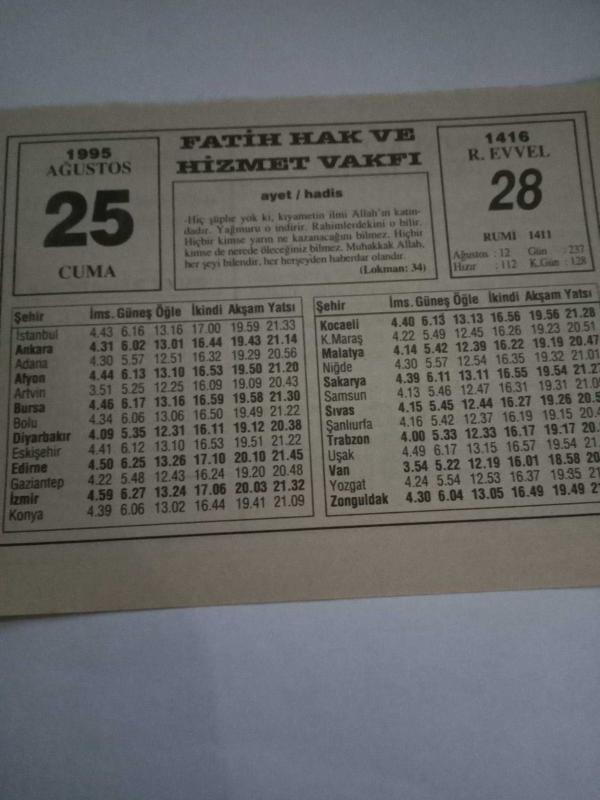 1995
AĞUSTOS
25
CUMA
FATİH HAK VE
HİZMET VAKFI
ayet / hadis
-Hiç şüphe yok ki, kıyametin ilmi Allah'ın katın-
dadır. Yağmuru o indirir. Rahimlerdekini o bilir.
Hiçbir kimse yarın ne kazanacağını bilmez. Hiçbir
kimse de nerede öleceğiniz bilmez. Muhakkak Allah,
her şeyi bilendir, her herşeyden haberdar olandır.
(Lokman: 34)
1416
R. EVVEL
28
RUMİ 1411
Ağustos : 12 Gün : 237
Hızır : 112 K.Gün : 128
Şehir İms. Güneş Öğle İkindi Akşam Yatsı
İstanbul 4.43 6.16 13.16 17.00 19.59 21.33
Ankara 4.31 6.02 13.01 16.44 19.43 21.14
Adana 4.30 5.57 12.51 16.32 19.29 20.56
Afyon 4.44 6.13 13.10 16.53 19.50 21.20
Artvin 3.51 5.25 12.25 16.09 19.09 20.43
Bursa 4.46 6.17 13.16 16.59 19.58 21.30
Bolu 4.34 6.06 13.06 16.50 19.49 21.22
Diyarbakır 4.09 5.35 12.31 16.11 19.12 20.38
Eskişehir 4.41 6.12 13.10 16.53 19.51 21.22
Edirne 4.50 6.25 13.26 17.10 20.10 21.45
Gaziantep 4.22 5.48 12.43 16.24 19.20 20.48
İzmir 4.59 6.27 13.24 17.06 20.03 21.32
Konya 4.39 6.06 13.02 16.44 19.41 21.09
Şehir İms. Güneş Öğle İkindi Akşam Yatsı
Kocaeli 4.40 6.13 13.13 16.56 19.56 21.28
K.Maraş 4.22 5.49 12.45 16.26 19.23 20.51
Malatya 4.14 5.42 12.39 16.22 19.19 20.47
Niğde 4.30 5.57 12.54 16.35 19.32 21.01
Sakarya 4.39 6.11 13.11 16.55 19.54
Samsun 4.13 5.46 12.47 16.31 19.31
Sıvas 4.15 5.45 12.44 16.27 19.26
Şanlıurfa 4.16 5.42 12.37 16.19 19.15
Trabzon 4.00 5.33 12.33 16.17 19.17
Uşak 4.49 6.17 13.15 16.57 19.54
Van 3.54 5.22 12.19 16.01 18.58
Yozgat 4.24 5.54 12.53 16.37 19.35
Zonguldak 4.30 6.04 13.05 16.49 19.49